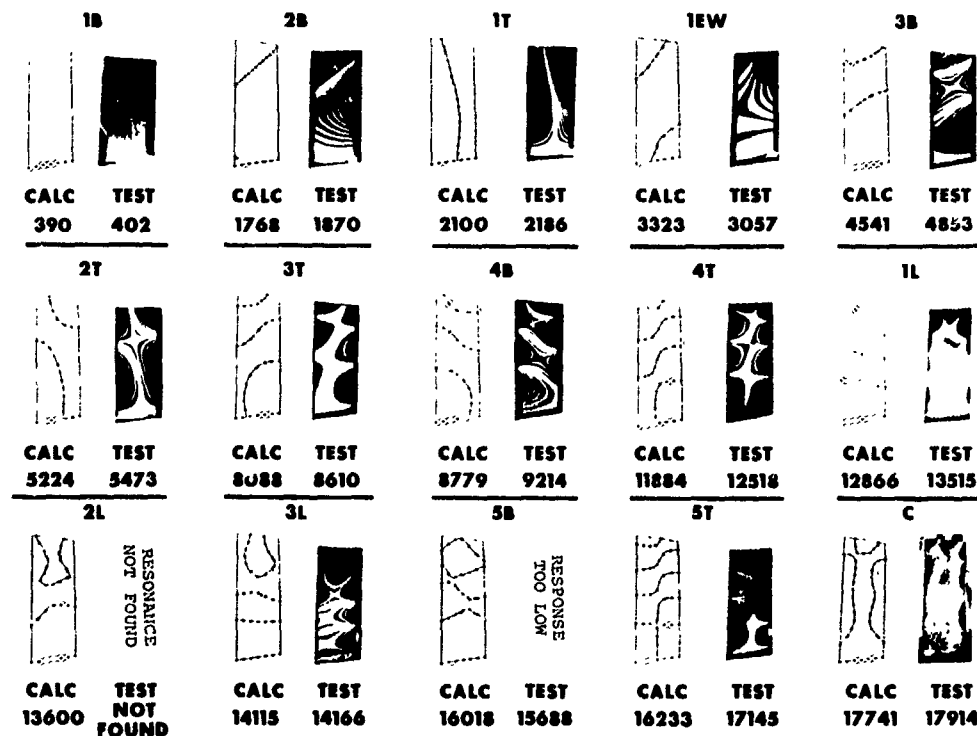 1B 2B 1T 1EW 3B
CALC TEST CALC TEST CALC TEST CALC TEST CALC TEST
390 402 1768 1870 2100 2186 3323 3057 4541 4853
2T 3T 4B 4T 1L
CALC TEST CALC TEST CALC TEST CALC TEST CALC TEST
5224 5473 8088 8610 8779 9214 11884 12518 12866 13515
2L 3L 5B 5T C
RESONANCE
NOT FOUND
RESPONSE
TOO LOW
CALC TEST CALC TEST CALC TEST CALC TEST CALC TEST
13600 NOT FOUND 14115 14166 16018 15688 16233 17145 17741 17914